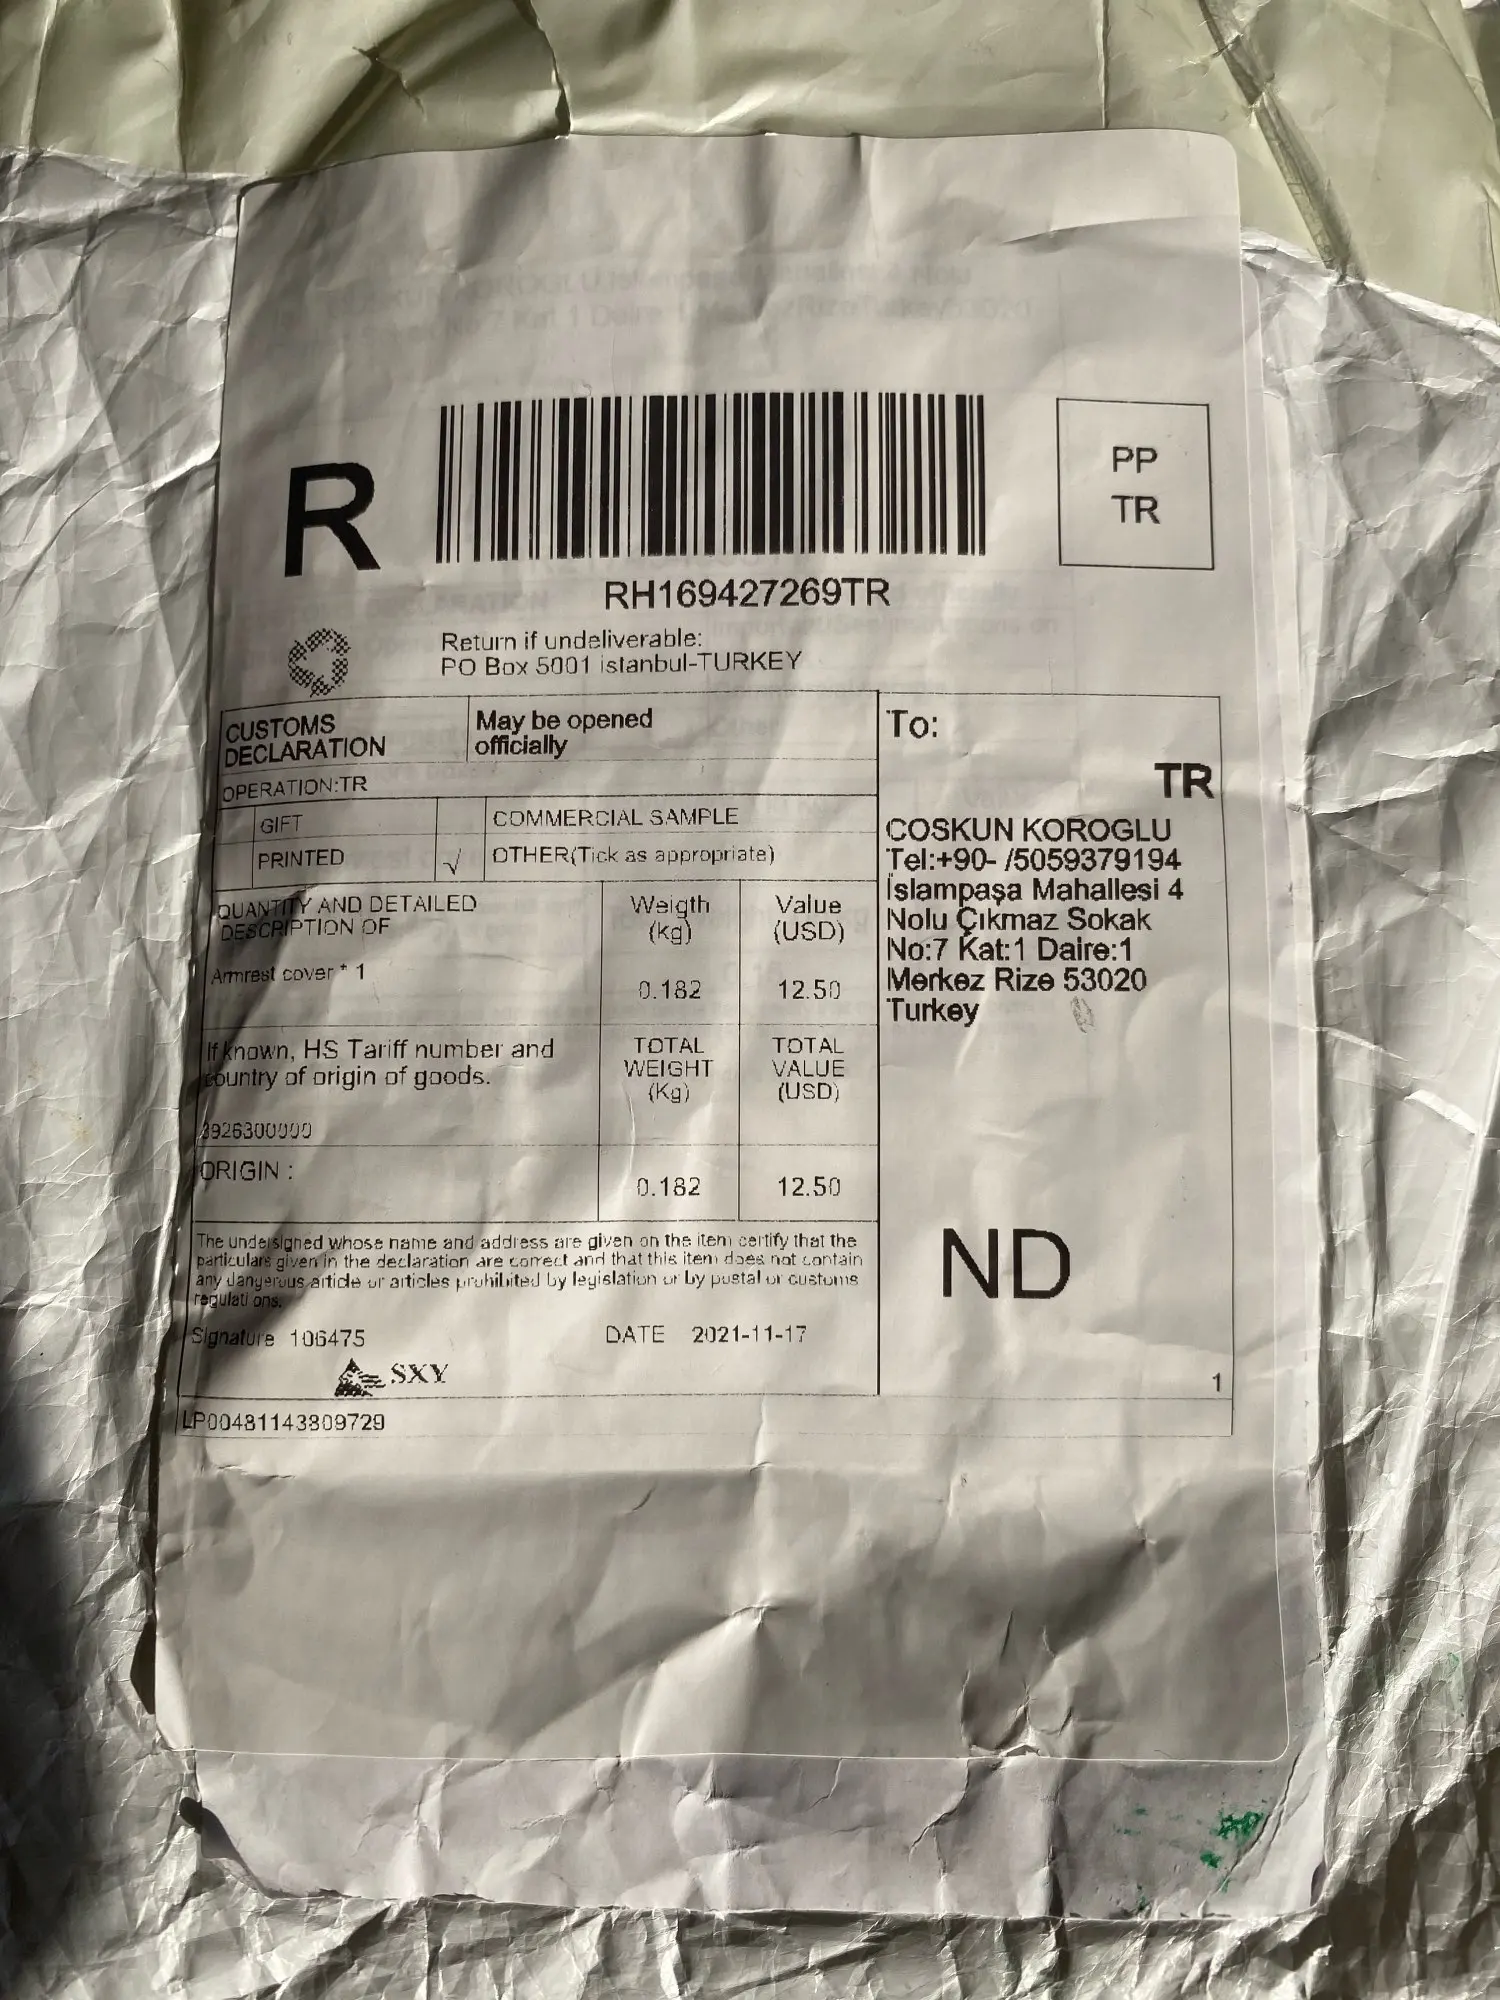 R
PP
TR
RH169427269TR
Return if undeliverable:
PO Box 5001 istanbul-TURKEY
CUSTOMS
DECLARATION
May be opened
officially
OPERATION:TR
GIFT
COMMERCIAL SAMPLE
PRINTED
√
OTHER(Tick as appropriate)
QUANTITY AND DETAILED
DESCRIPTION OF
Weigth
(kg)
Value
(USD)
Armrest cover * 1
0.182
12.50
If known, HS Tariff number and
country of origin of goods.
TOTAL
WEIGHT
(Kg)
TOTAL
VALUE
(USD)
3926300000
ORIGIN :
0.182
12.50
The undersigned whose name and address are given on the item certify that the
particulars given in the declaration are correct and that this item does not contain
any dangerous article or articles prohibited by legislation or by postal or customs
regulati ons.
Signature 106475
DATE 2021-11-17
SXY
LP00481143809729
To:
TR
COSKUN KOROGLU
Tel:+90- /5059379194
İslampaşa Mahallesi 4
Nolu Çıkmaz Sokak
No:7 Kat:1 Daire:1
Merkez Rize 53020
Turkey
ND
1